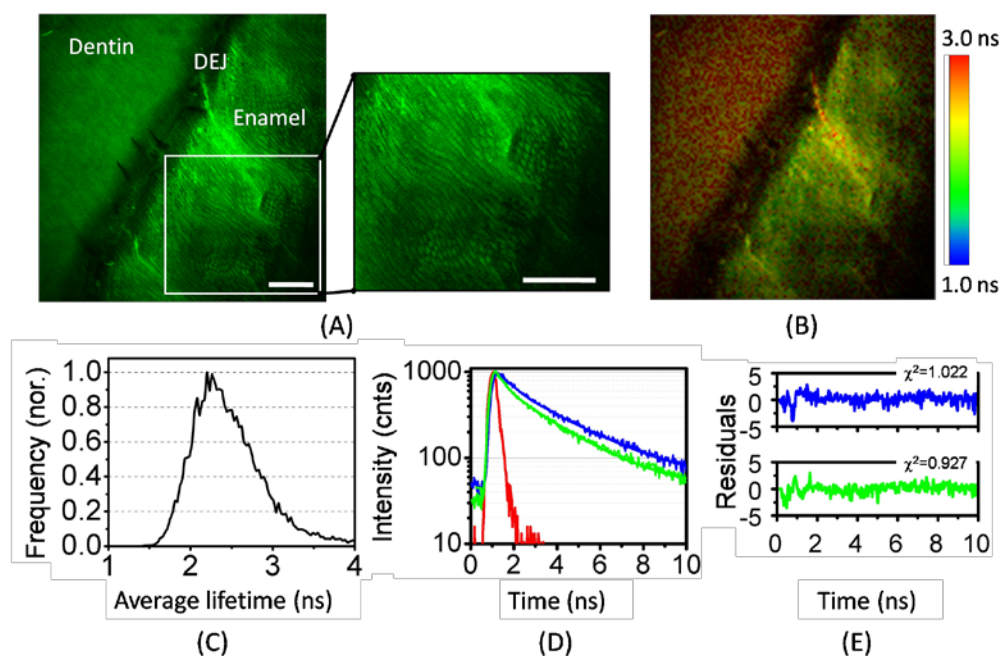 Dentin
DEJ
Enamel
(A)
3.0 ns
1.0 ns
(B)
Frequency (nor.)
1.0
0.8
0.6
0.4
0.2
0.0
1 2 3 4
Average lifetime (ns)
(C)
Intensity (cnts)
1000
100
10
0 2 4 6 8 10
Time (ns)
(D)
Residuals
5
0
-5
χ²=1.022
5
0
-5
χ²=0.927
0 2 4 6 8 10
Time (ns)
(E)